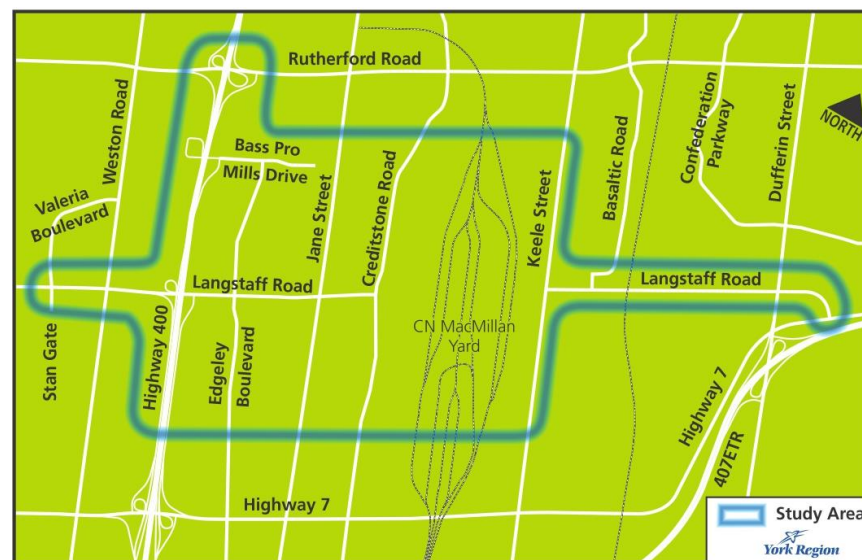 Rutherford Road
Weston Road
Bass Pro
Mills Drive
Jane Street
Creditstone Road
Keele Street
Basaltic Road
Confederation
Parkway
Dufferin Street
NORTH
Valeria
Boulevard
Langstaff Road
Langstaff Road
Stan Gate
Highway 400
Edgeley
Boulevard
CN MacMillan
Yard
Highway 7
407ETR
Highway 7
Study Area
York Region